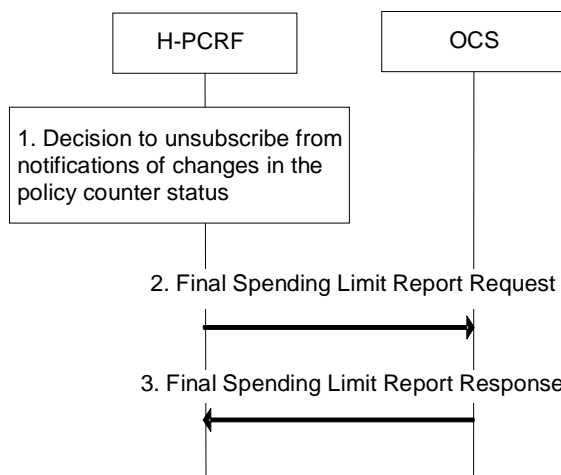 H-PCRF
OCS
1. Decision to unsubscribe from
notifications of changes in the
policy counter status
2. Final Spending Limit Report Request
3. Final Spending Limit Report Response